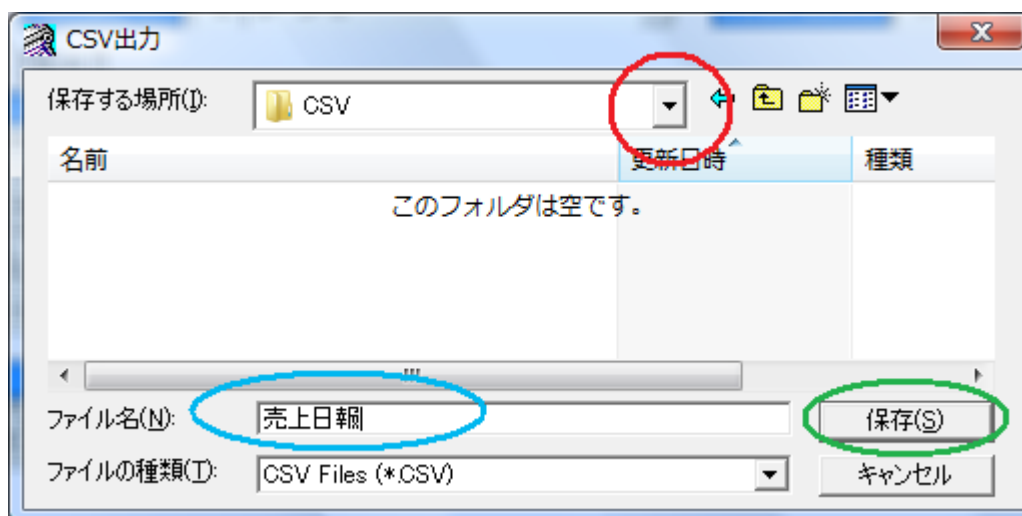 CSV出力
保存する場所(I):
CSV
名前
更新日時
種類
このフォルダは空です。
ファイル名(N):
売上日報
保存(S)
ファイルの種類(T):
CSV Files (*.CSV)
キャンセル